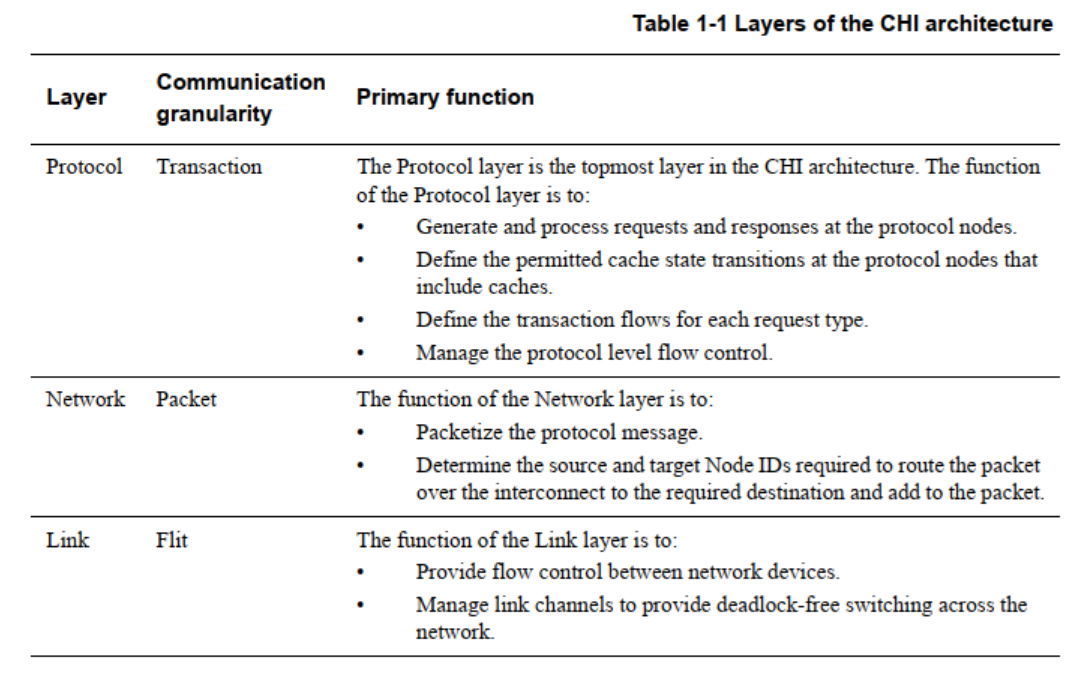 Table 1-1 Layers of the CHI architecture
Layer
Communication
granularity
Primary function
Protocol
Transaction
The Protocol layer is the topmost layer in the CHI architecture. The function
of the Protocol layer is to:
• Generate and process requests and responses at the protocol nodes.
• Define the permitted cache state transitions at the protocol nodes that
include caches.
• Define the transaction flows for each request type.
• Manage the protocol level flow control.
Network
Packet
The function of the Network layer is to:
• Packetize the protocol message.
• Determine the source and target Node IDs required to route the packet
over the interconnect to the required destination and add to the packet.
Link
Flit
The function of the Link layer is to:
• Provide flow control between network devices.
• Manage link channels to provide deadlock-free switching across the
network.